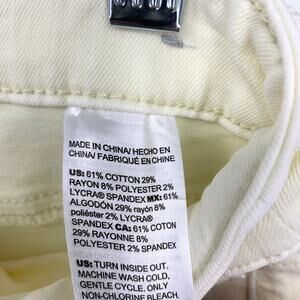 MADE IN CHINA/ HECHO EN
CHINA/ FABRIQUÉ EN CHINE
US: 61% COTTON 29%
RAYON 8% POLYESTER 2%
LYCRA® SPANDEX MX: 61%
ALGODÓN 29% rayón 8%
poliéster 2% LYCRA®
SPANDEX CA: 61% COTON
29% RAYONNE 8%
POLYESTER 2% SPANDEX
US: TURN INSIDE OUT.
MACHINE WASH COLD,
GENTLE CYCLE. ONLY
NON-CHLORINE BLEACH.